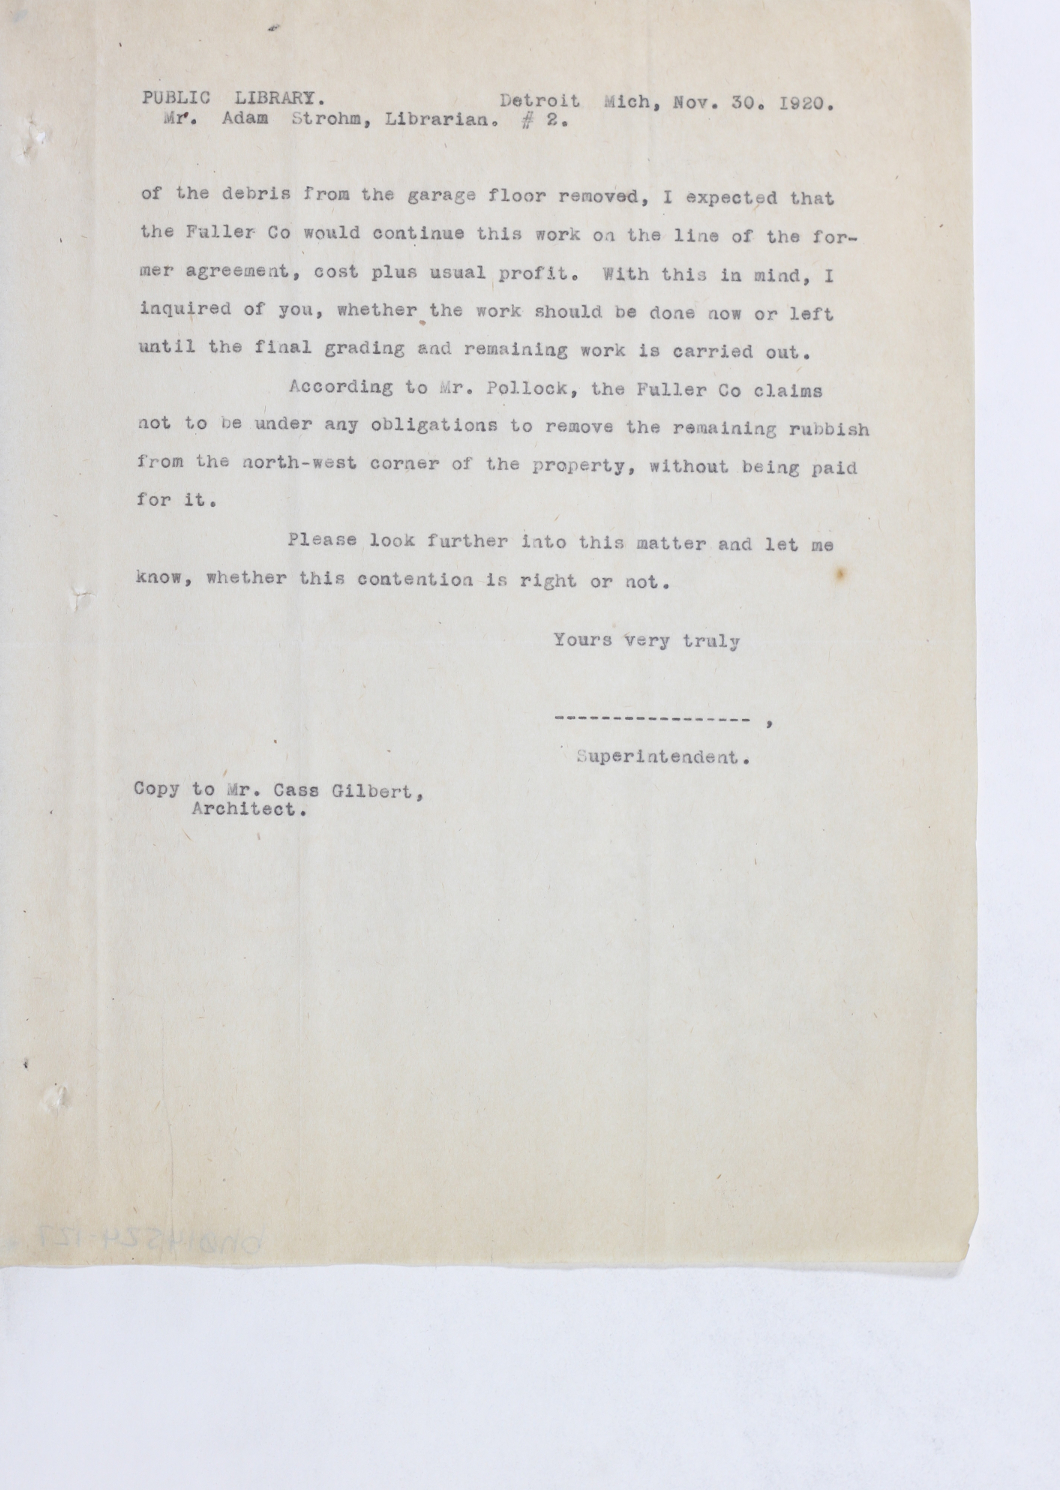 PUBLIC LIBRARY. Detroit Mich, Nov. 30. 1920.
Mr. Adam Strohm, Librarian. # 2.
of the debris from the garage floor removed, I expected that
the Fuller Co would continue this work on the line of the for-
mer agreement, cost plus usual profit. With this in mind, I
inquired of you, whether the work should be done now or left
until the final grading and remaining work is carried out.
According to Mr. Pollock, the Fuller Co claims
not to be under any obligations to remove the remaining rubbish
from the north-west corner of the property, without being paid
for it.
Please look further into this matter and let me
know, whether this contention is right or not.
Yours very truly
----------------- ,
Superintendent.
Copy to Mr. Cass Gilbert,
Architect.